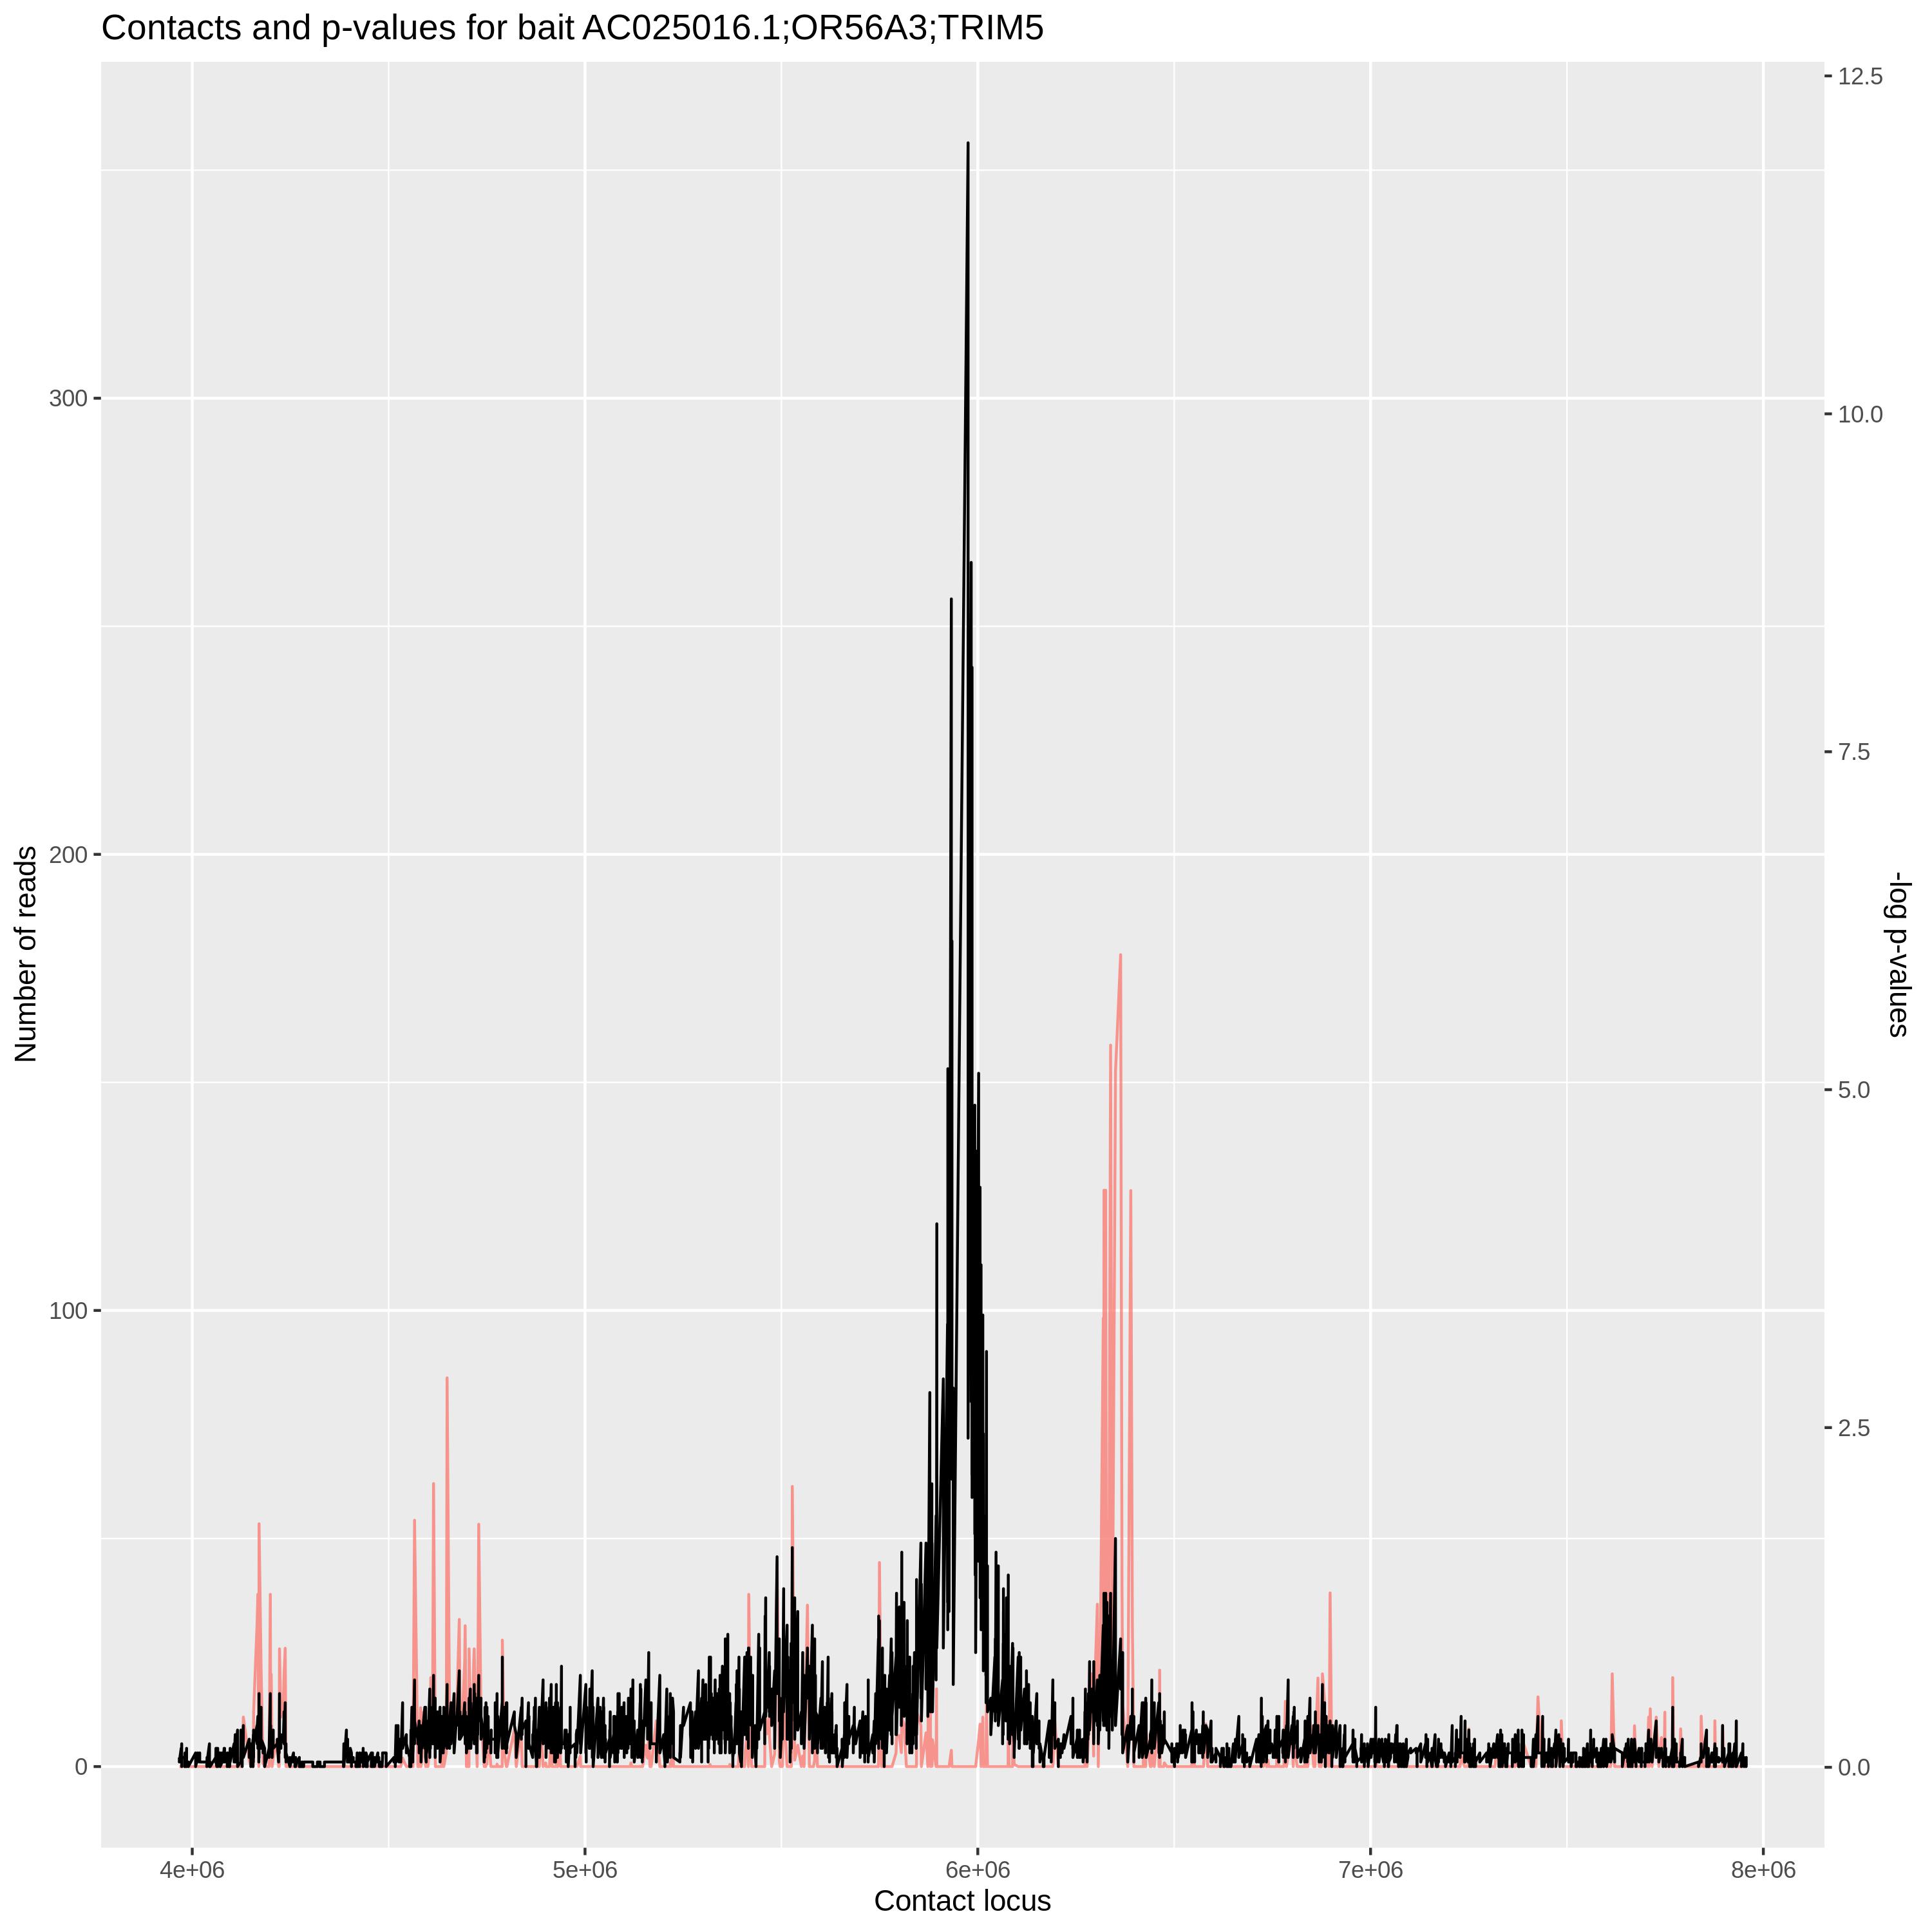 Contacts and p-values for bait AC025016.1;OR56A3;TRIM5
12.5
10.0
7.5
5.0
2.5
0.0
-log p-values
300
200
100
0
Number of reads
4e+06
5e+06
6e+06
7e+06
8e+06
Contact locus